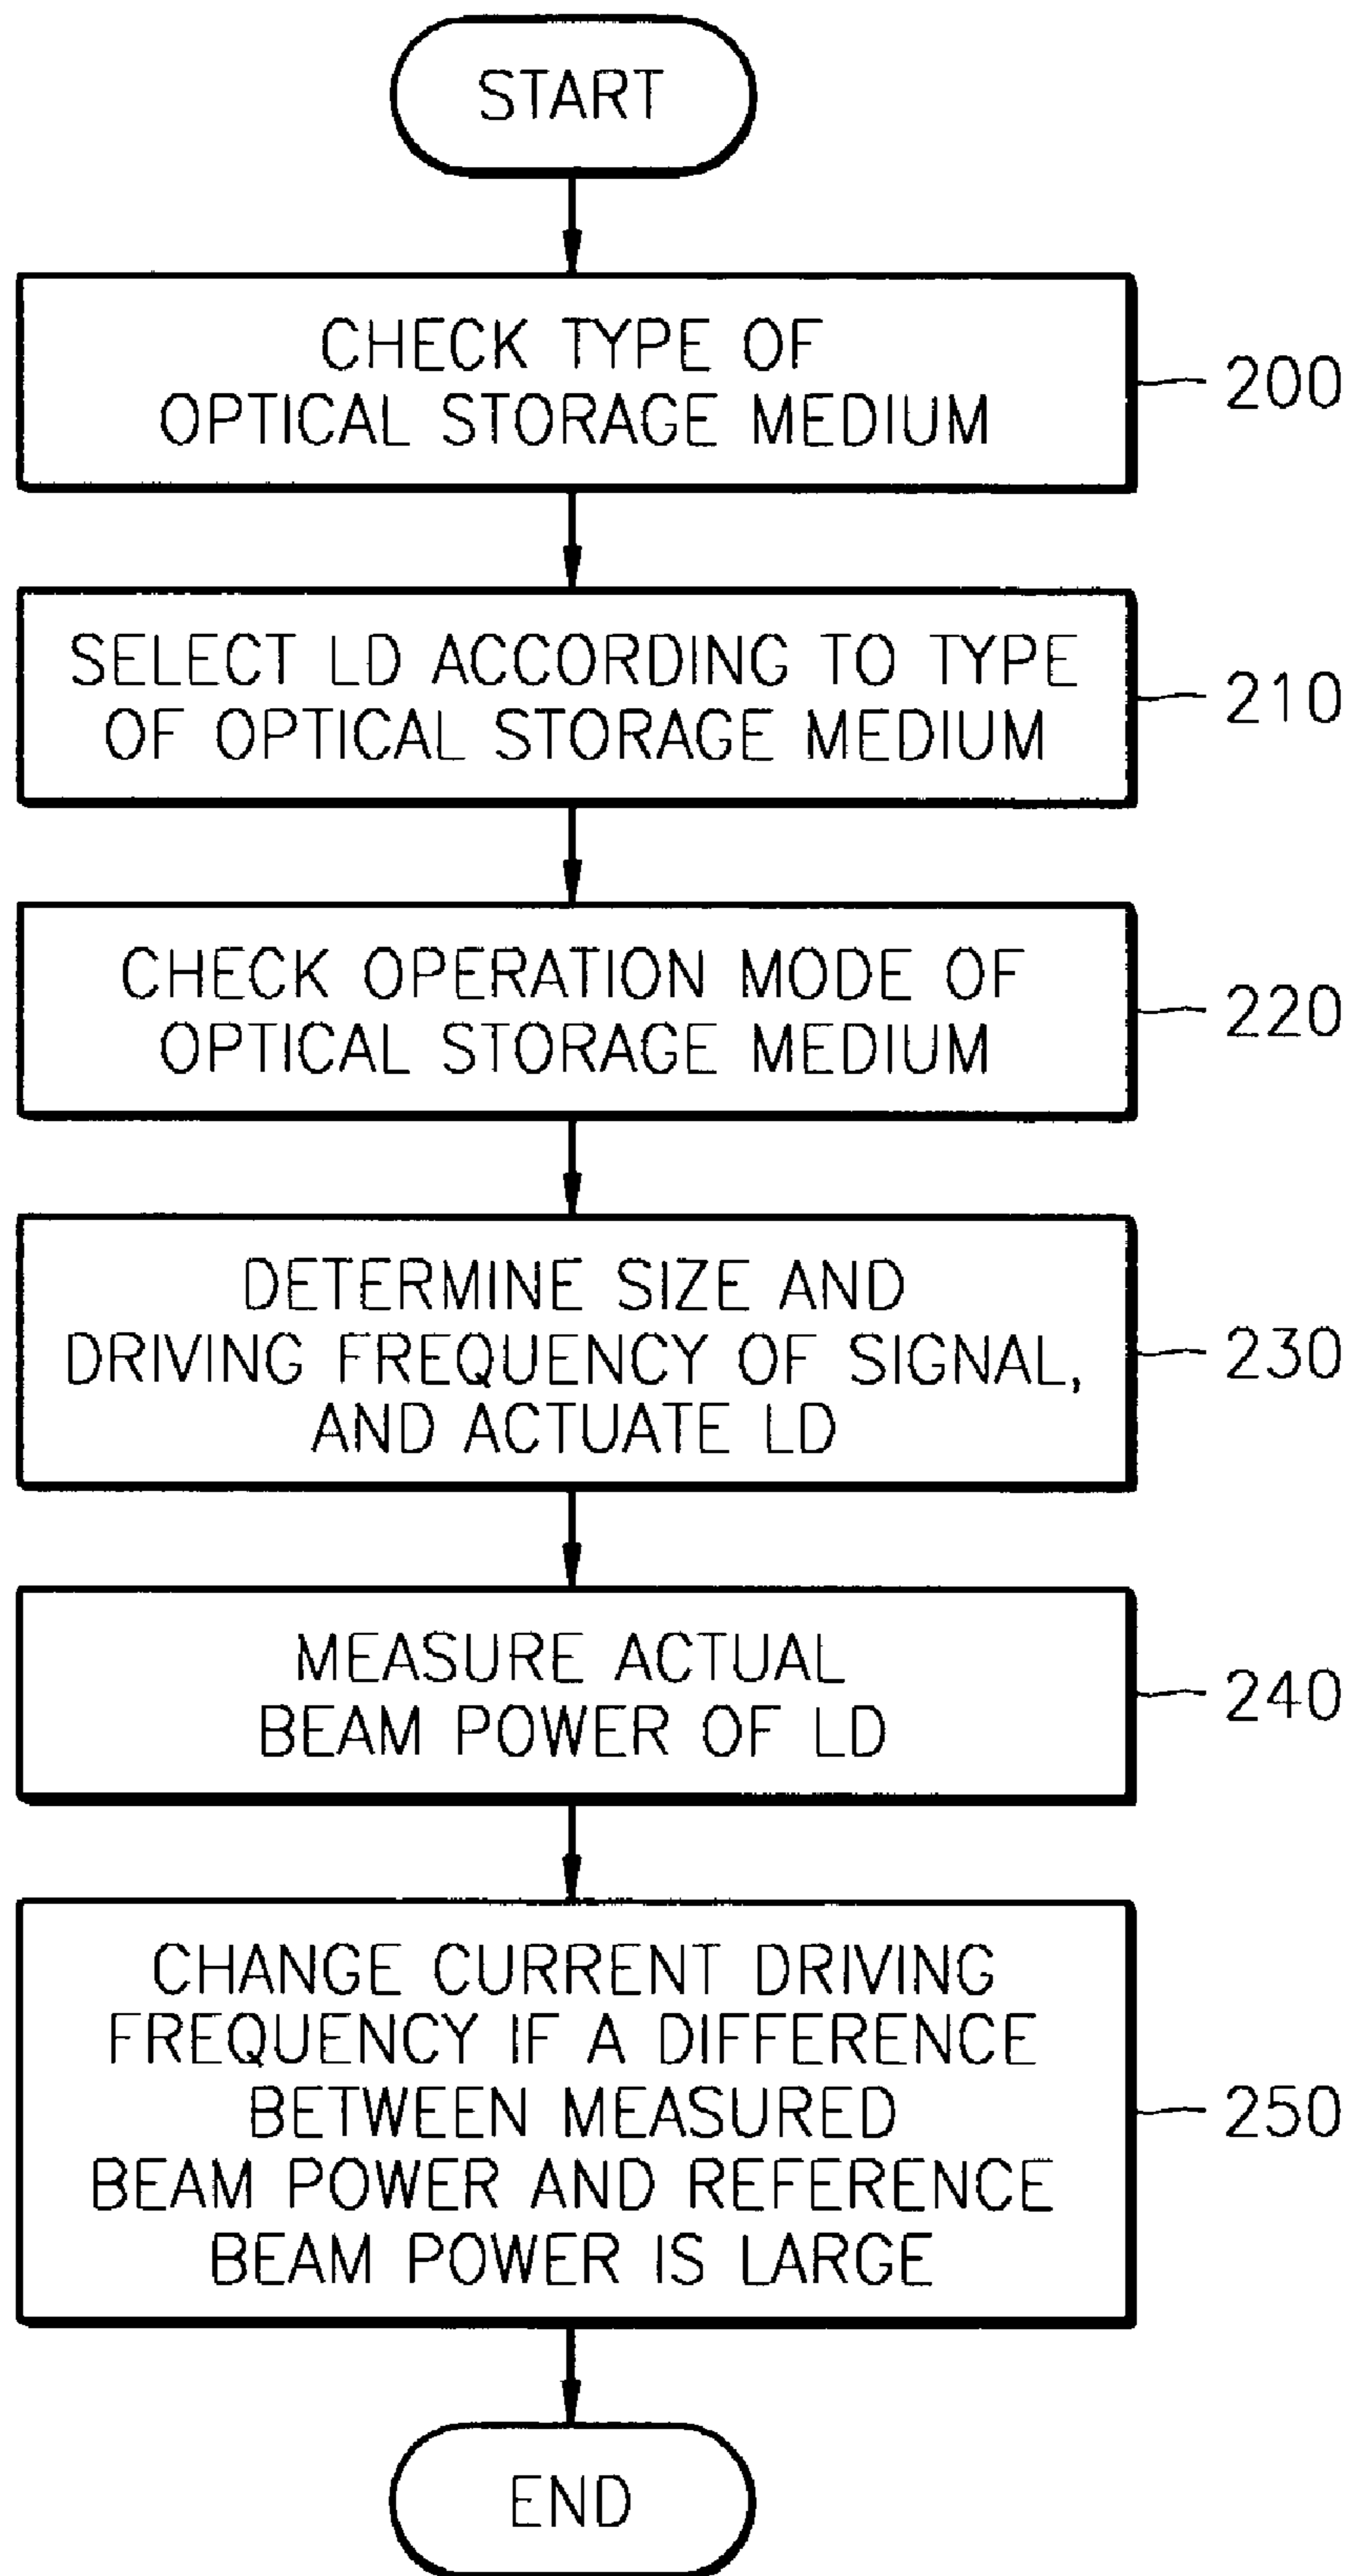 START
CHECK TYPE OF
OPTICAL STORAGE MEDIUM
200
SELECT LD ACCORDING TO TYPE
OF OPTICAL STORAGE MEDIUM
210
CHECK OPERATION MODE OF
OPTICAL STORAGE MEDIUM
220
DETERMINE SIZE AND
DRIVING FREQUENCY OF SIGNAL,
AND ACTUATE LD
230
MEASURE ACTUAL
BEAM POWER OF LD
240
CHANGE CURRENT DRIVING
FREQUENCY IF A DIFFERENCE
BETWEEN MEASURED
BEAM POWER AND REFERENCE
BEAM POWER IS LARGE
250
END